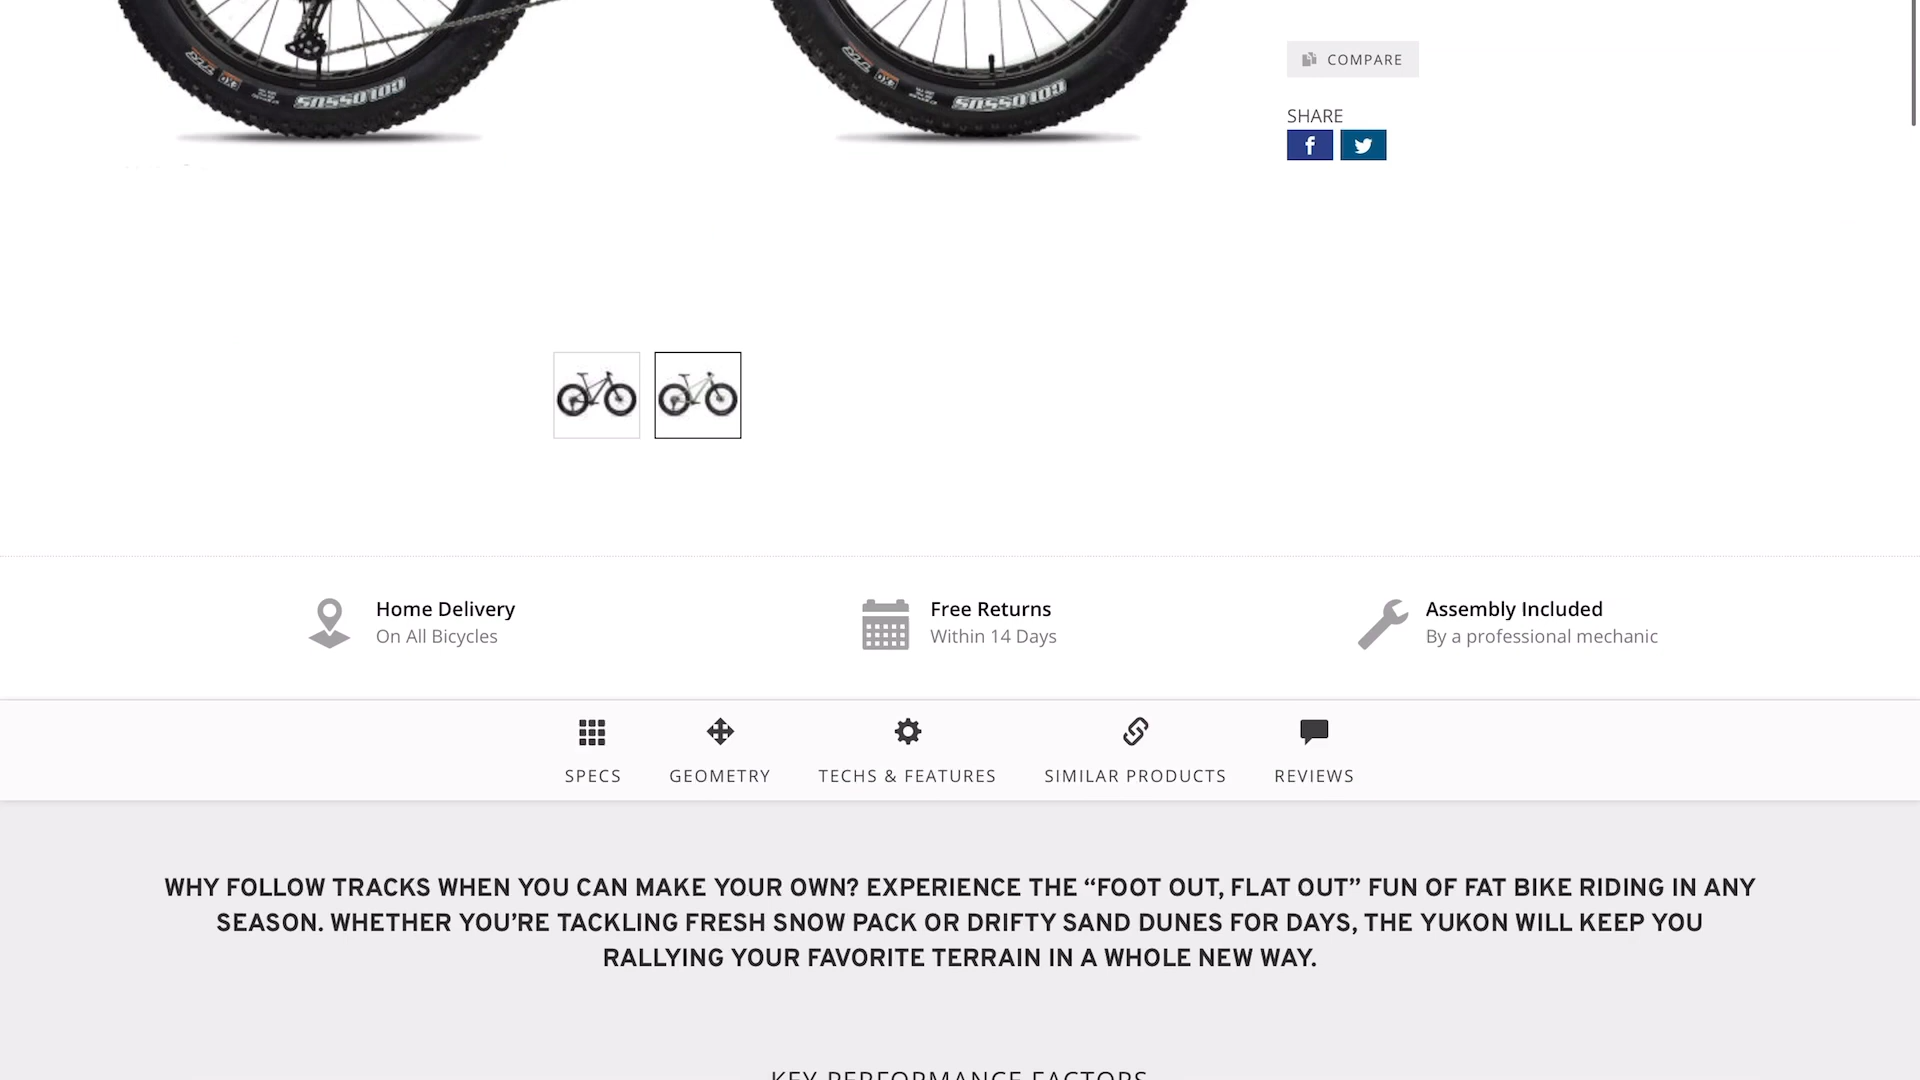 COLOSSUS
COLOSSUS
COMPARE
SHARE
Home Delivery
On All Bicycles
Free Returns
Within 14 Days
Assembly Included
By a professional mechanic
SPECS
GEOMETRY
TECHS & FEATURES
SIMILAR PRODUCTS
REVIEWS
WHY FOLLOW TRACKS WHEN YOU CAN MAKE YOUR OWN? EXPERIENCE THE “FOOT OUT, FLAT OUT” FUN OF FAT BIKE RIDING IN ANY
SEASON. WHETHER YOU’RE TACKLING FRESH SNOW PACK OR DRIFTY SAND DUNES FOR DAYS, THE YUKON WILL KEEP YOU
RALLYING YOUR FAVORITE TERRAIN IN A WHOLE NEW WAY.
KEY PERFORMANCE FACTORS